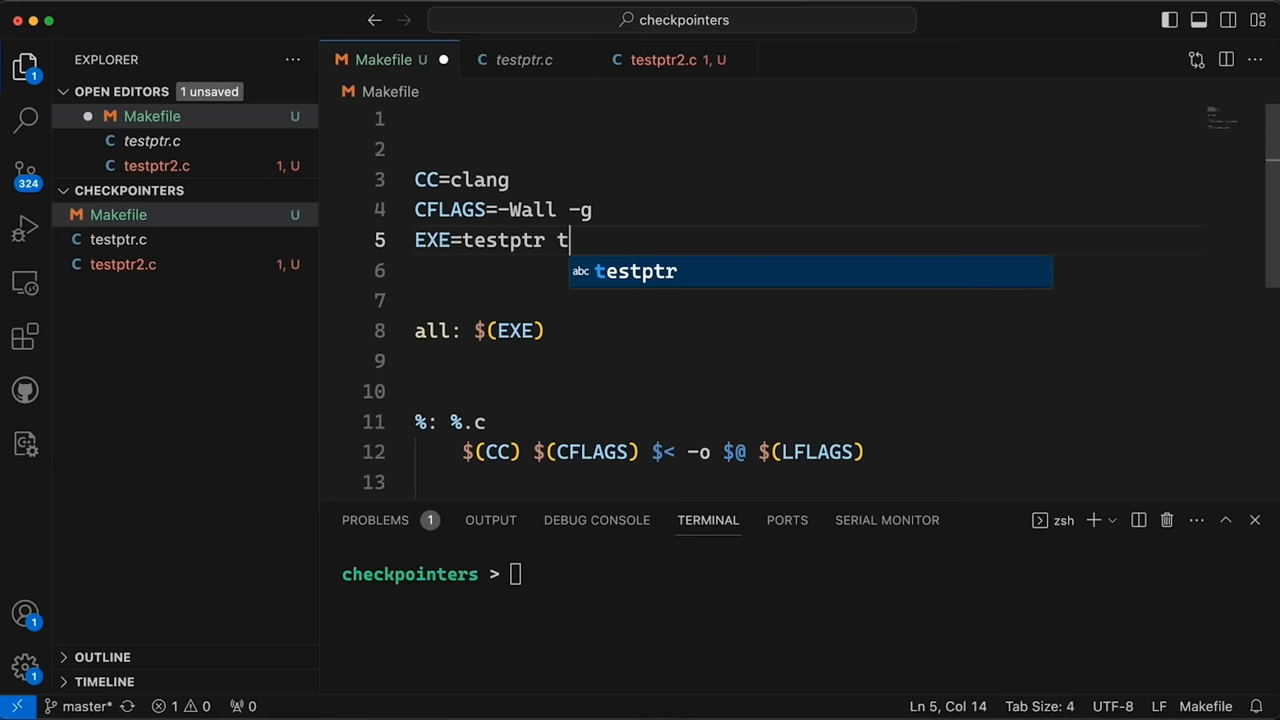 checkpointers
EXPLORER
OPEN EDITORS 1 unsaved
Makefile U
testptr.c
testptr2.c 1, U
CHECKPOINTERS
Makefile U
testptr.c
testptr2.c 1, U
OUTLINE
TIMELINE
1
324
1
1
Makefile U
testptr.c
testptr2.c 1, U
Makefile
1
2
3 CC=clang
4 CFLAGS=-Wall -g
5 EXE=testptr t
abc testptr
6
7
8 all: $(EXE)
9
10
11 %: %.c
12 $(CC) $(CFLAGS) $< -o $@ $(LFLAGS)
13
PROBLEMS 1 OUTPUT DEBUG CONSOLE TERMINAL PORTS SERIAL MONITOR zsh
checkpointers >
master* 1 0 0 Ln 5, Col 14 Tab Size: 4 UTF-8 LF Makefile